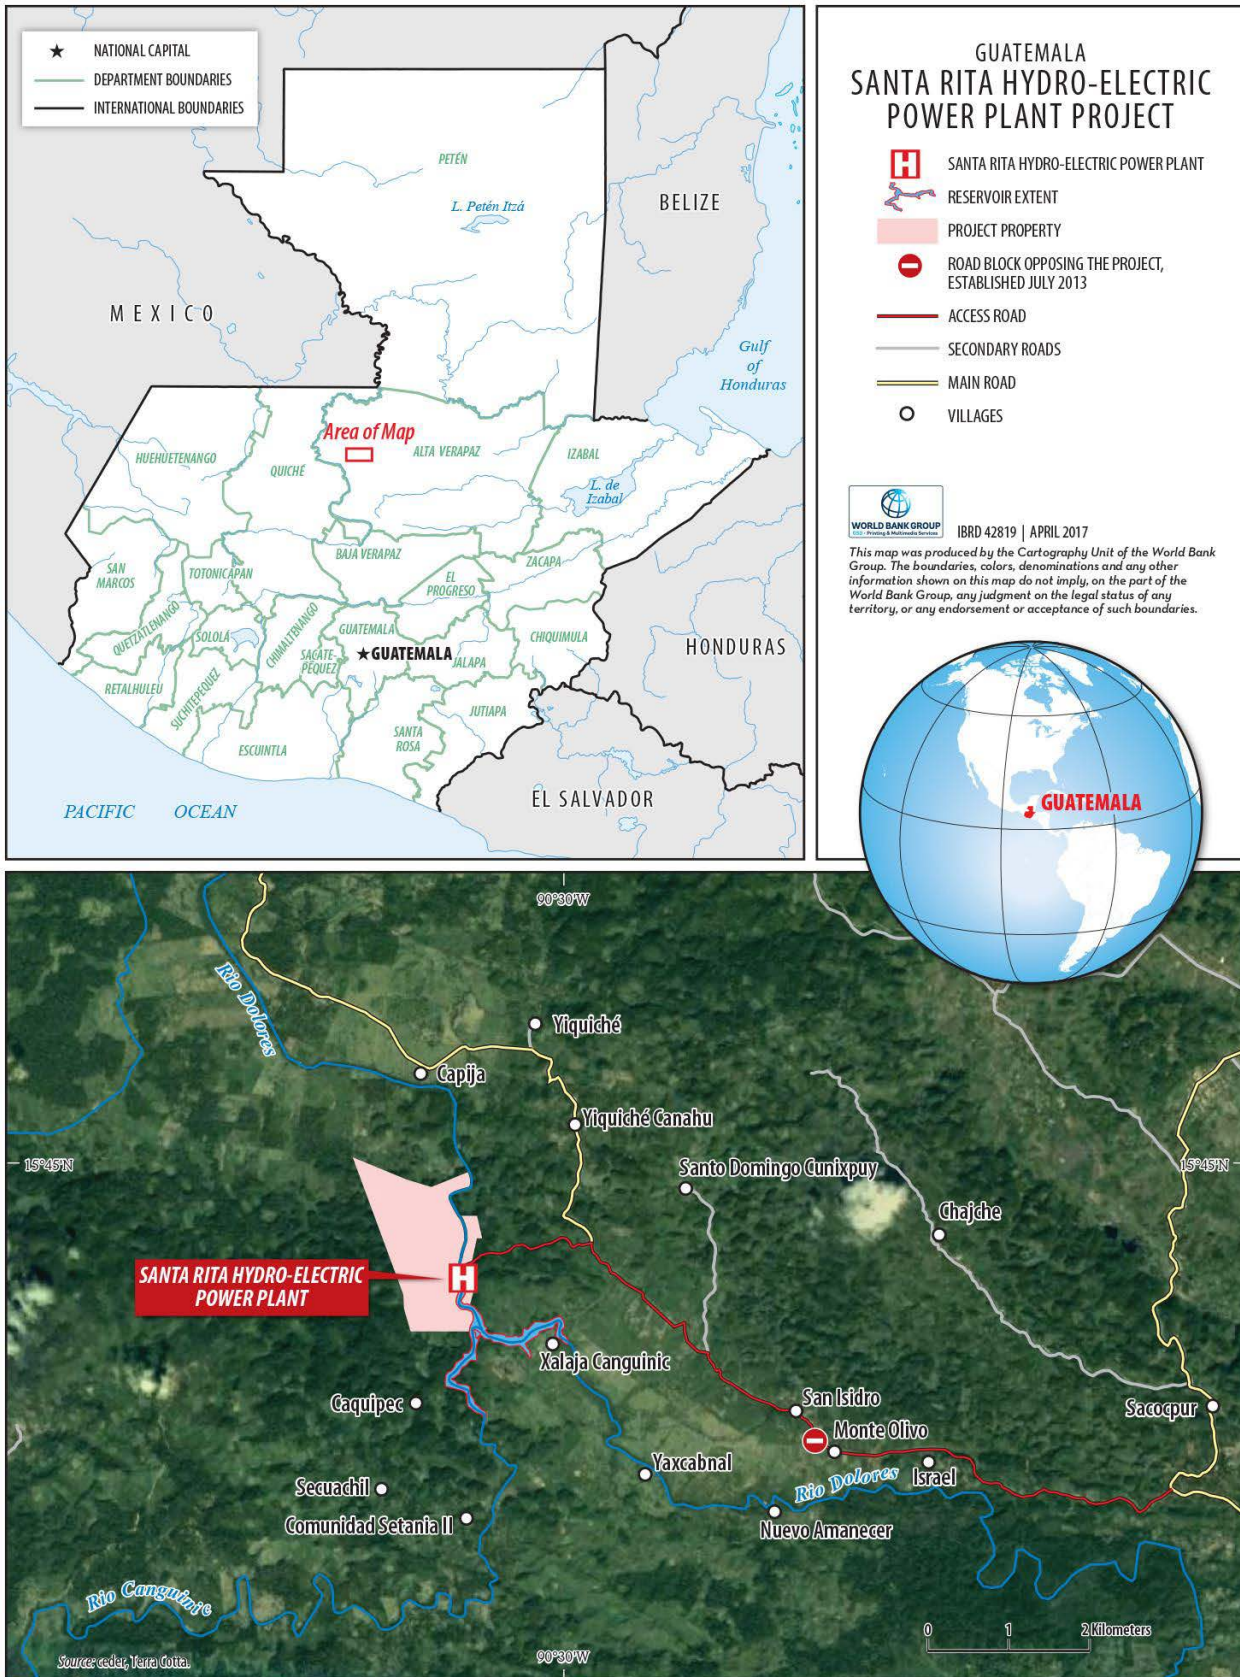 NATIONAL CAPITAL
DEPARTMENT BOUNDARIES
INTERNATIONAL BOUNDARIES
PETÉN
L. Petén Itzá
BELIZE
MEXICO
Gulf
of
Honduras
Area of Map
HUEHUETENANGO
QUICHÉ
ALTA VERAPAZ
IZABAL
L. de
Izabal
SAN
MARCOS
TOTONICAPAN
BAJA VERAPAZ
EL
PROGRESO
ZACAPA
QUETZALTENANGO
SOLOLÁ
CHIMALTENANGO
GUATEMALA
SACATE-
PÉQUEZ
GUATEMALA
JALAPA
CHIQUIMULA
HONDURAS
RETALHULEU
SUCHITEPEQUEZ
ESCUINTLA
SANTA
ROSA
JUTIAPA
EL SALVADOR
PACIFIC OCEAN
GUATEMALA
SANTA RITA HYDRO-ELECTRIC
POWER PLANT PROJECT
H SANTA RITA HYDRO-ELECTRIC POWER PLANT
RESERVOIR EXTENT
PROJECT PROPERTY
ROAD BLOCK OPPOSING THE PROJECT,
ESTABLISHED JULY 2013
ACCESS ROAD
SECONDARY ROADS
MAIN ROAD
VILLAGES
WORLD BANK GROUP
GSD - Printing & Multimedia Services
IBRD 42819 | APRIL 2017
This map was produced by the Cartography Unit of the World Bank
Group. The boundaries, colors, denominations and any other
information shown on this map do not imply, on the part of the
World Bank Group, any judgment on the legal status of any
territory, or any endorsement or acceptance of such boundaries.
GUATEMALA
90°30'W
Rio Dolores
Yiquiché
Capija
Yiquiché Canahu
15°45'N
Santo Domingo Cunixpuy
15°45'N
Chajche
SANTA RITA HYDRO-ELECTRIC
POWER PLANT
H
Xalaja Canguinic
Caquipec
San Isidro
Sacocpur
Monte Olivo
Yaxcabnal
Israel
Rio Dolores
Secuachil
Comunidad Setania II
Nuevo Amanecer
Rio Canguinic
0 1 2 Kilometers
90°30'W
Source: ceder, Terra Cotta.